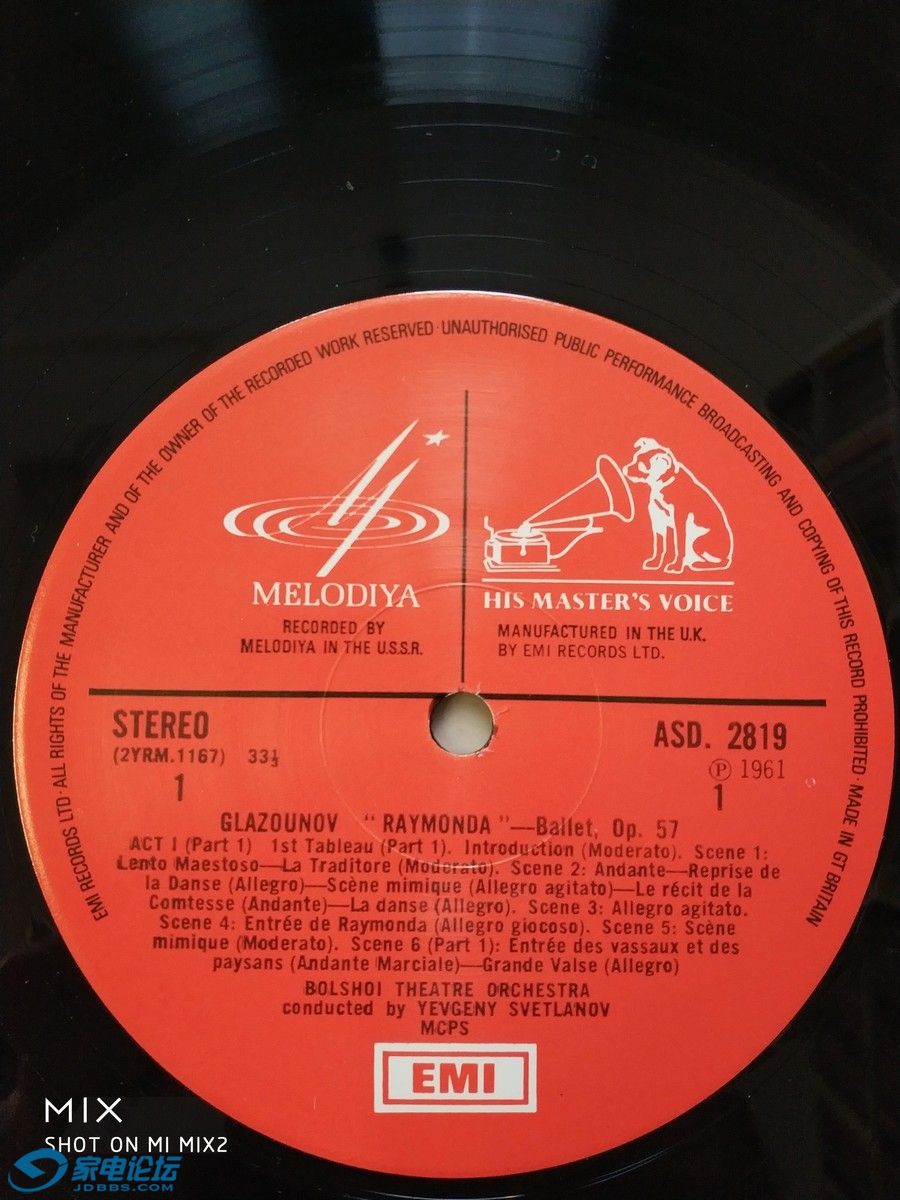 EMI RECORDS LTD·ALL RIGHTS OF THE MANUFACTURER AND OF THE OWNER OF THE RECORDED WORK RESERVED·UNAUTHORISED PUBLIC PERFORMANCE BROADCASTING AND COPYING OF THIS RECORD PROHIBITED·MADE IN GT BRITAIN
MELODIYA
RECORDED BY
MELODIYA IN THE U.S.S.R.
HIS MASTER'S VOICE
MANUFACTURED IN THE U.K.
BY EMI RECORDS LTD.
STEREO
(2YRM.1167) 33⅓
1
ASD. 2819
Ⓟ 1961
1
GLAZOUNOV "RAYMONDA"—Ballet, Op. 57
ACT I (Part 1) 1st Tableau (Part 1). Introduction (Moderato). Scene 1:
Lento Maestoso—La Traditore (Moderato). Scene 2: Andante—Reprise de
la Danse (Allegro)—Scène mimique (Allegro agitato)—Le récit de la
Comtesse (Andante)—La danse (Allegro). Scene 3: Allegro agitato.
Scene 4: Entrée de Raymonda (Allegro giocoso). Scene 5: Scène
mimique (Moderato). Scene 6 (Part 1): Entrée des vassaux et des
paysans (Andante Marciale)—Grande Valse (Allegro)
BOLSHOI THEATRE ORCHESTRA
conducted by YEVGENY SVETLANOV
MCPS
EMI
MIX
SHOT ON MI MIX2
家电论坛
JDBBS.COM